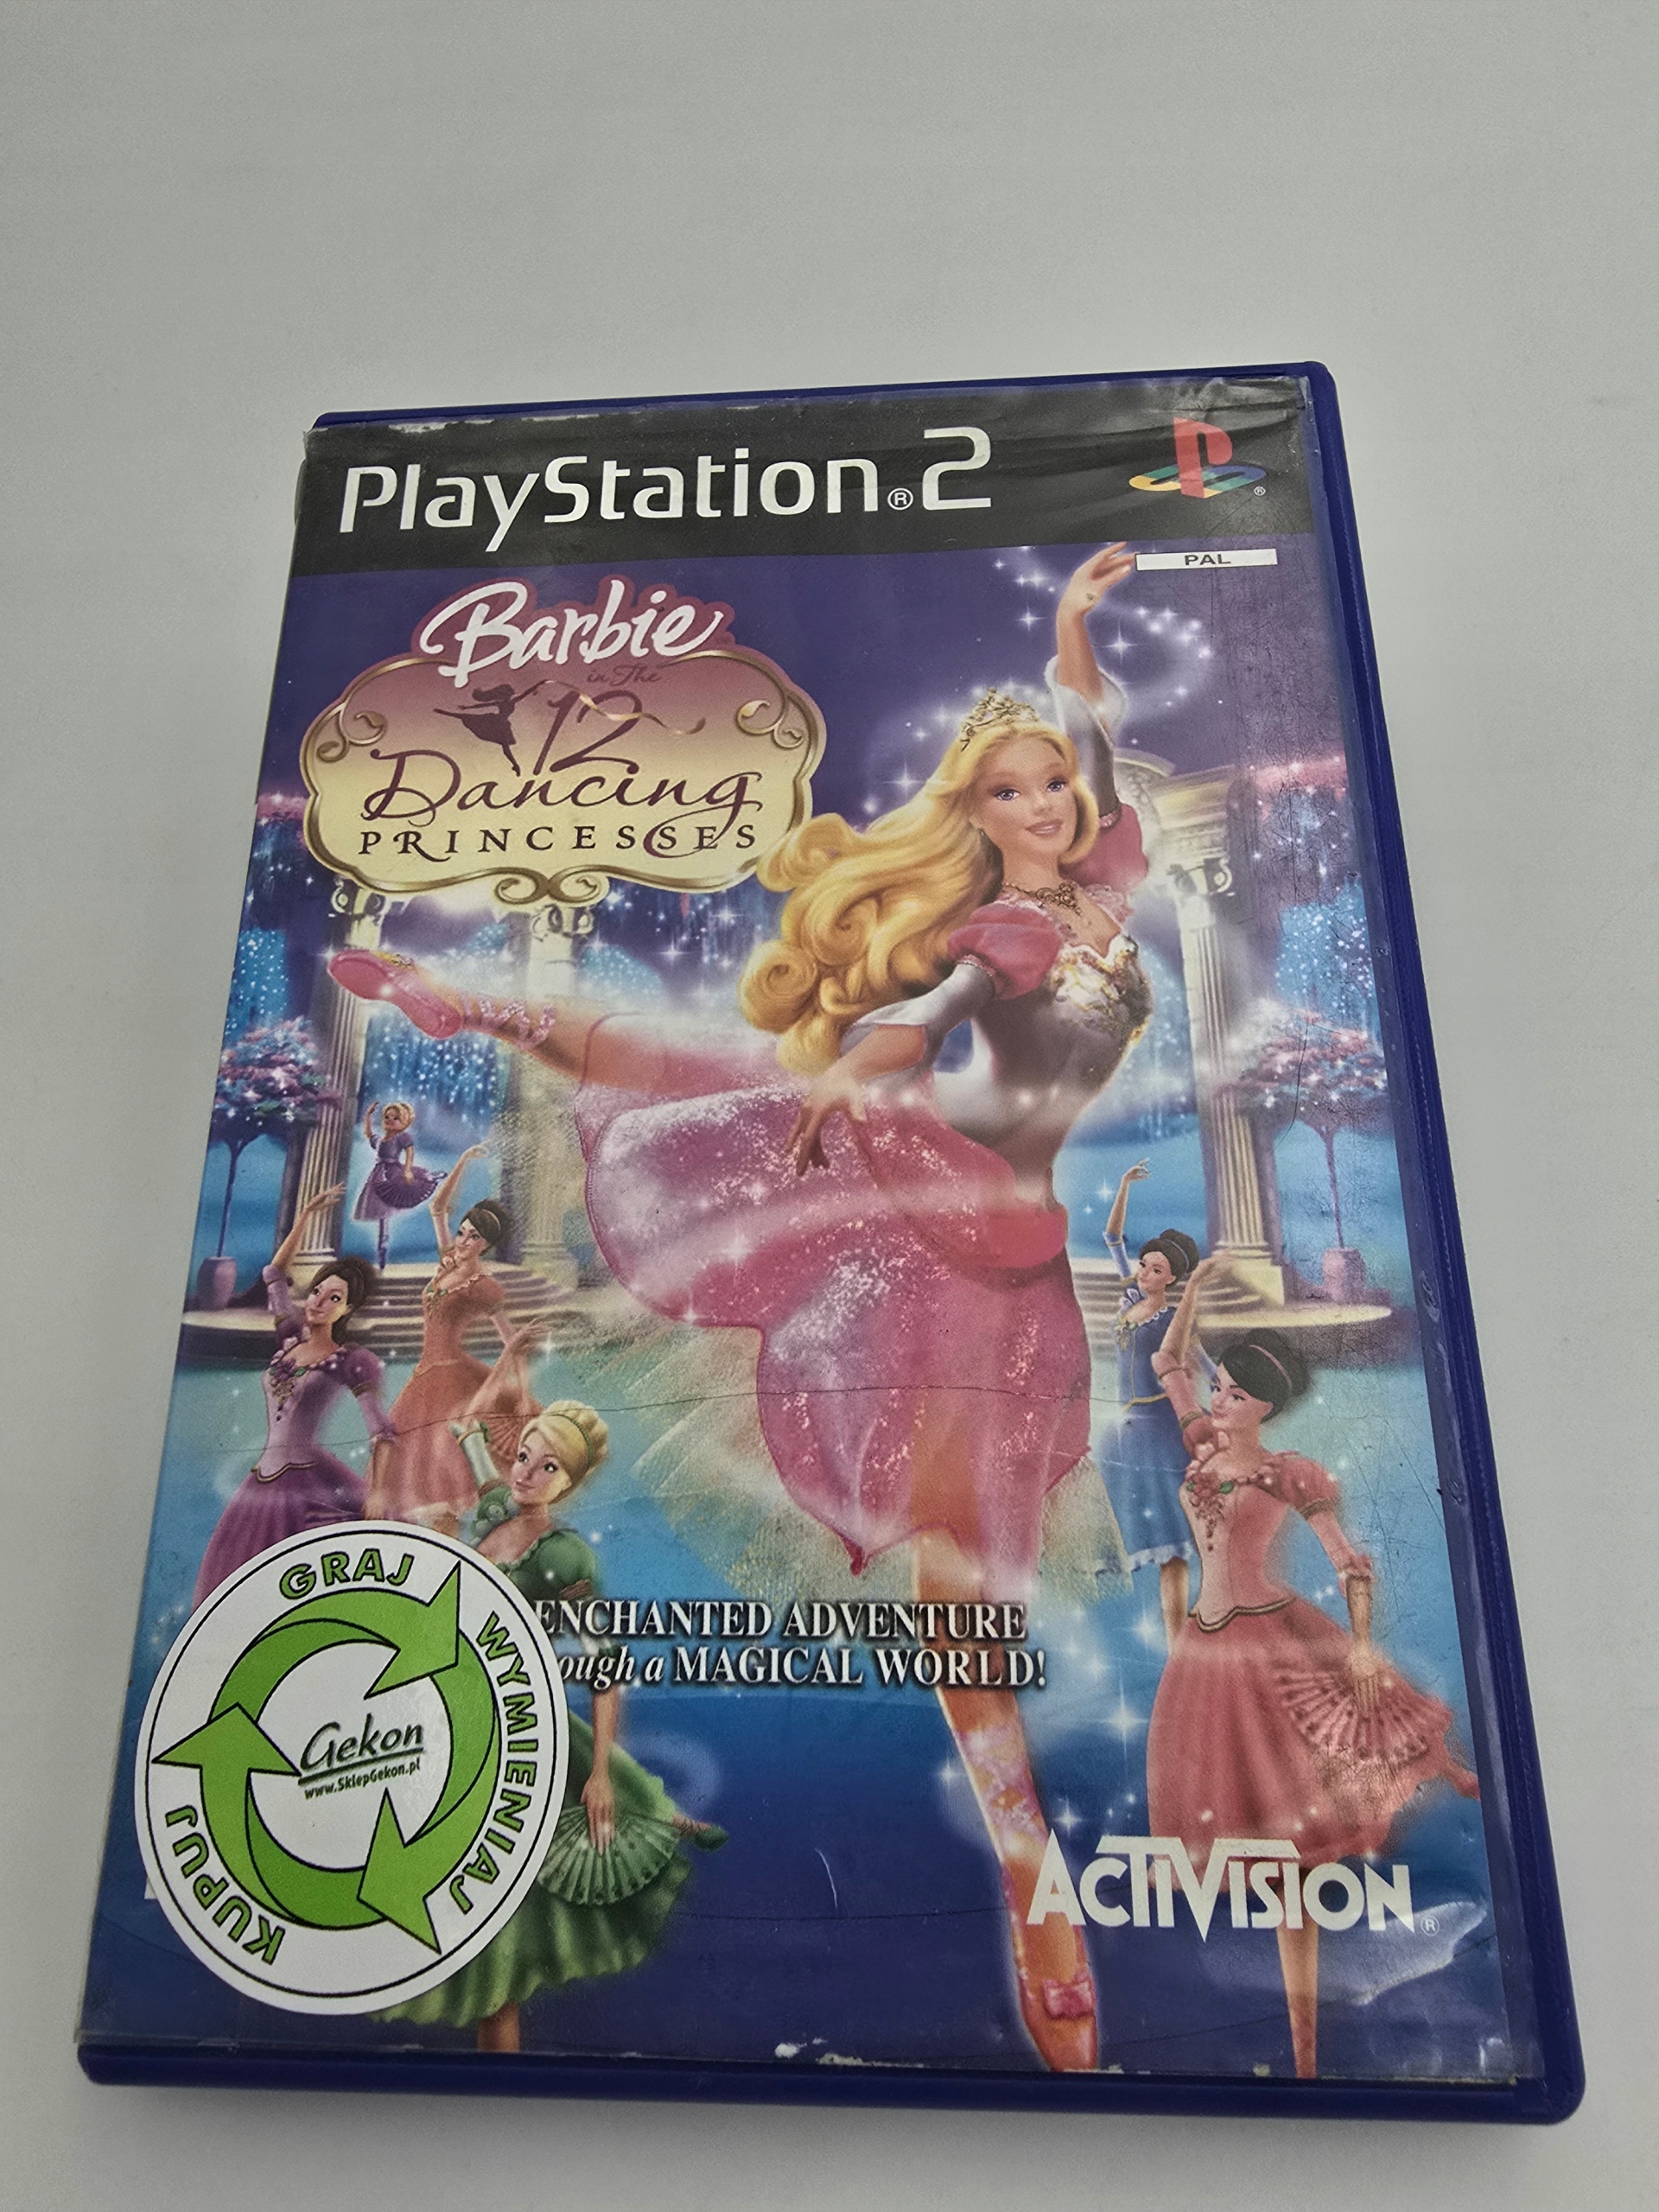 PlayStation®2
PAL
Barbie
in The
12
Dancing
PRINCESSES
ENCHANTED ADVENTURE
ough a MAGICAL WORLD!
GRAJ
WYMIENIAJ
KUPUJ
Gekon
www.SklepGekon.pl
ACTIVISION®